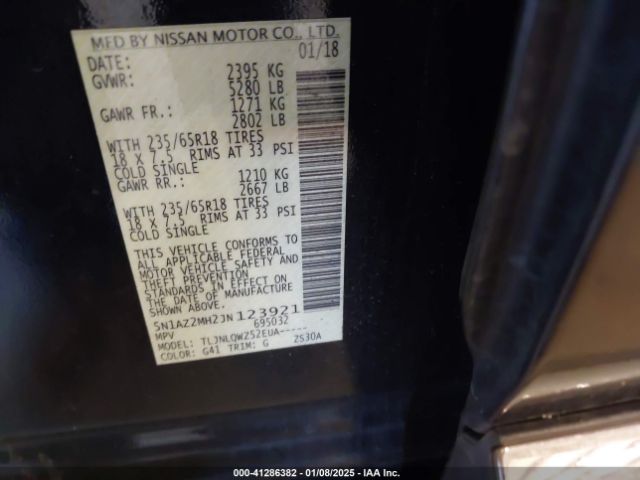 MFD BY NISSAN MOTOR CO., LTD.
DATE: 01/18
GVWR: 2395 KG
5280 LB
GAWR FR.: 1271 KG
2802 LB
WITH 235/65R18 TIRES
18 X 7.5 RIMS AT 33 PSI
COLD SINGLE
GAWR RR.: 1210 KG
2667 LB
WITH 235/65R18 TIRES
18 X 7.5 RIMS AT 33 PSI
COLD SINGLE
THIS VEHICLE CONFORMS TO
ALL APPLICABLE FEDERAL
MOTOR VEHICLE SAFETY AND
THEFT PREVENTION
STANDARDS IN EFFECT ON
THE DATE OF MANUFACTURE
SHOWN ABOVE.
5N1AZ2MH2JN123921
MPV 695032
MODEL: TLJNLQWZ52EUA-----
COLOR: G41 TRIM: G ZS30A
000-41286382 | 01/08/2025 | IAA Inc.